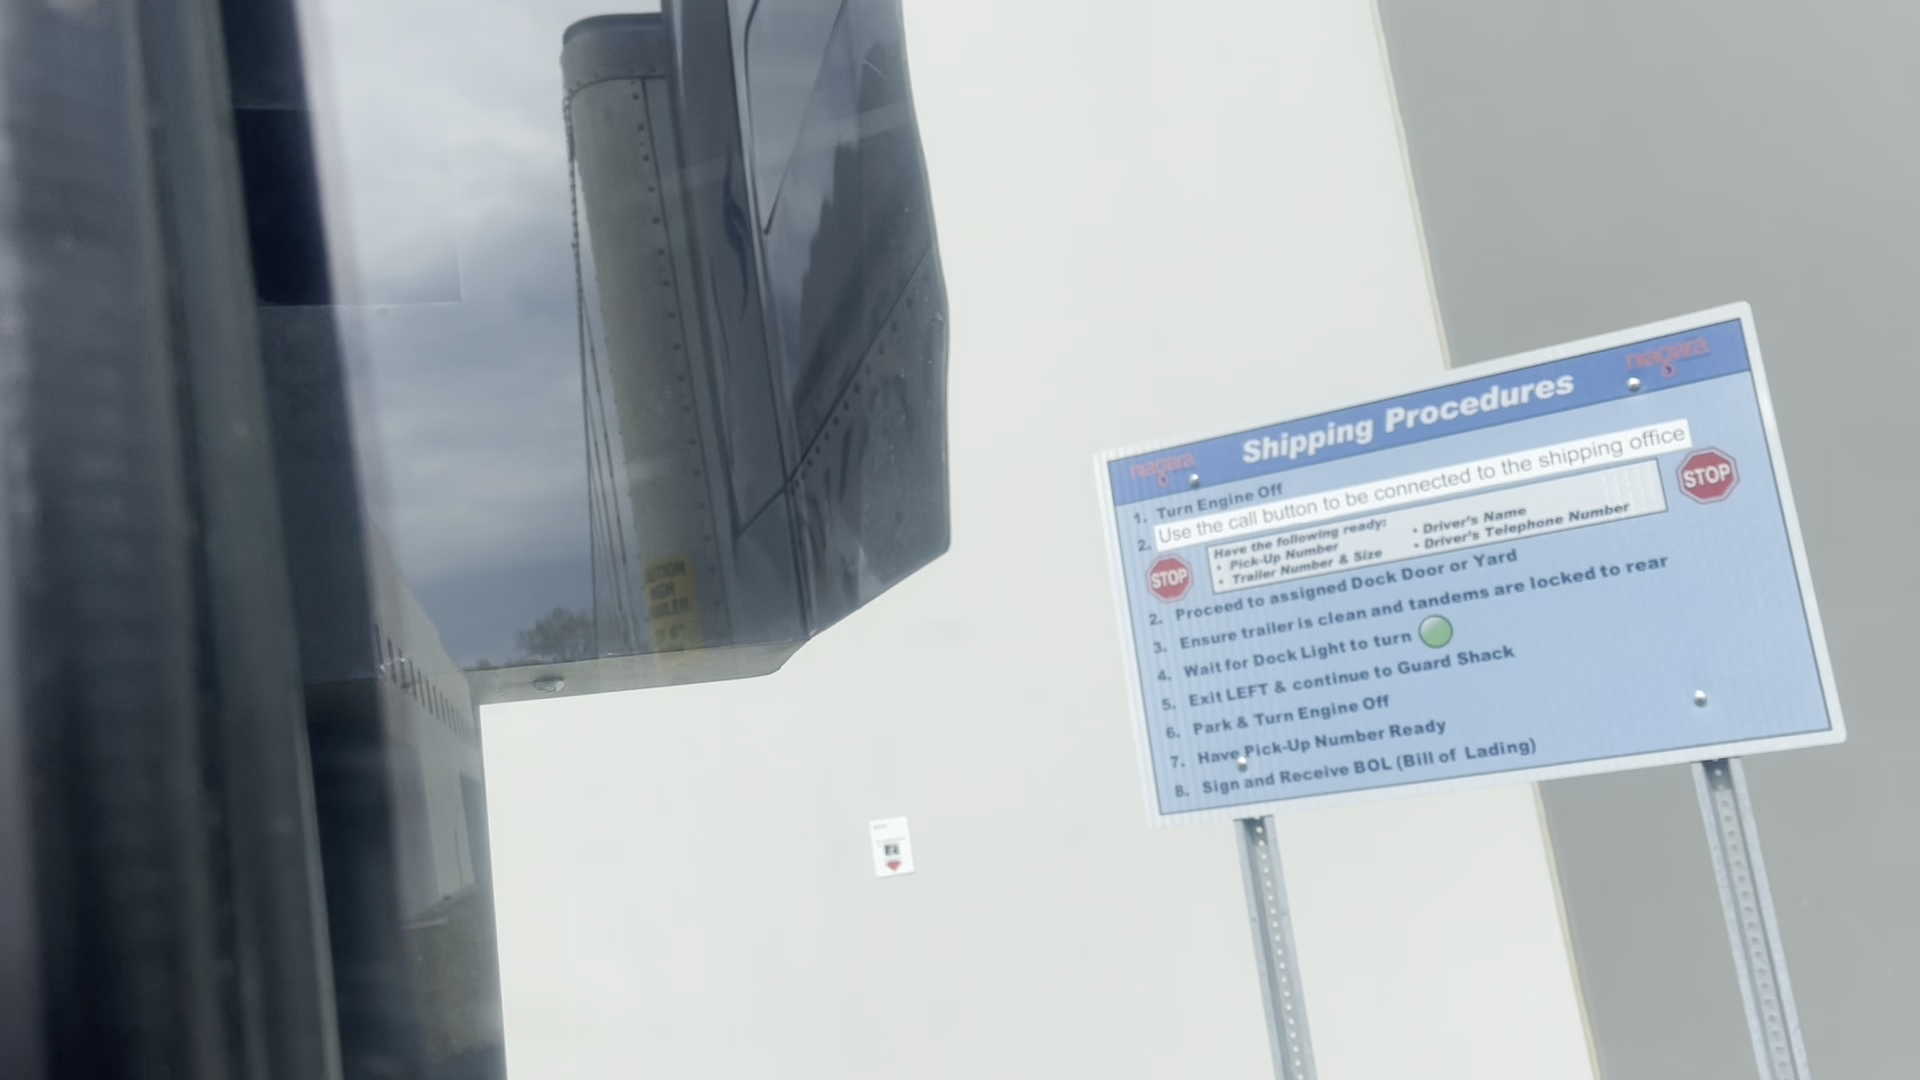 niagara
Shipping Procedures
niagara
1. Turn Engine Off
2. Use the call button to be connected to the shipping office
STOP
Have the following ready:
• Pick-Up Number
• Trailer Number & Size
• Driver's Name
• Driver's Telephone Number
STOP
2. Proceed to assigned Dock Door or Yard
3. Ensure trailer is clean and tandems are locked to rear
4. Wait for Dock Light to turn
5. Exit LEFT & continue to Guard Shack
6. Park & Turn Engine Off
7. Have Pick-Up Number Ready
8. Sign and Receive BOL (Bill of Lading)